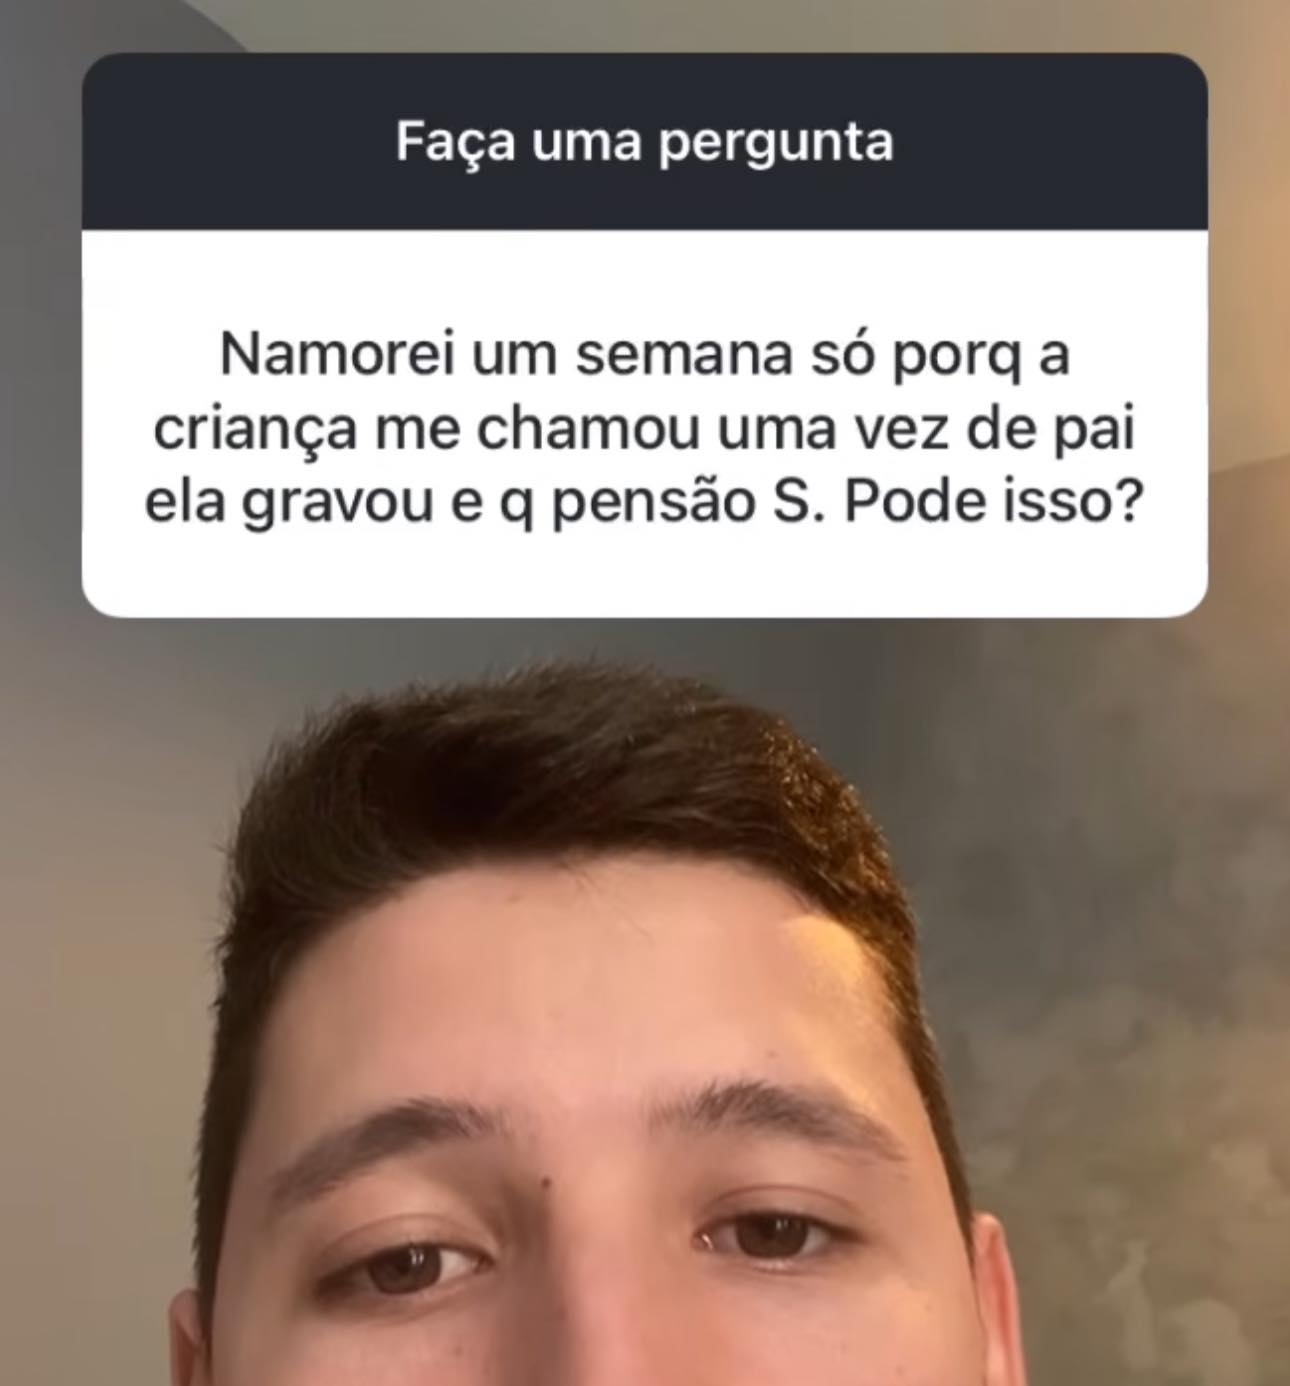 Faça uma pergunta
Namorei um semana só porq a
criança me chamou uma vez de pai
ela gravou e q pensão S. Pode isso?